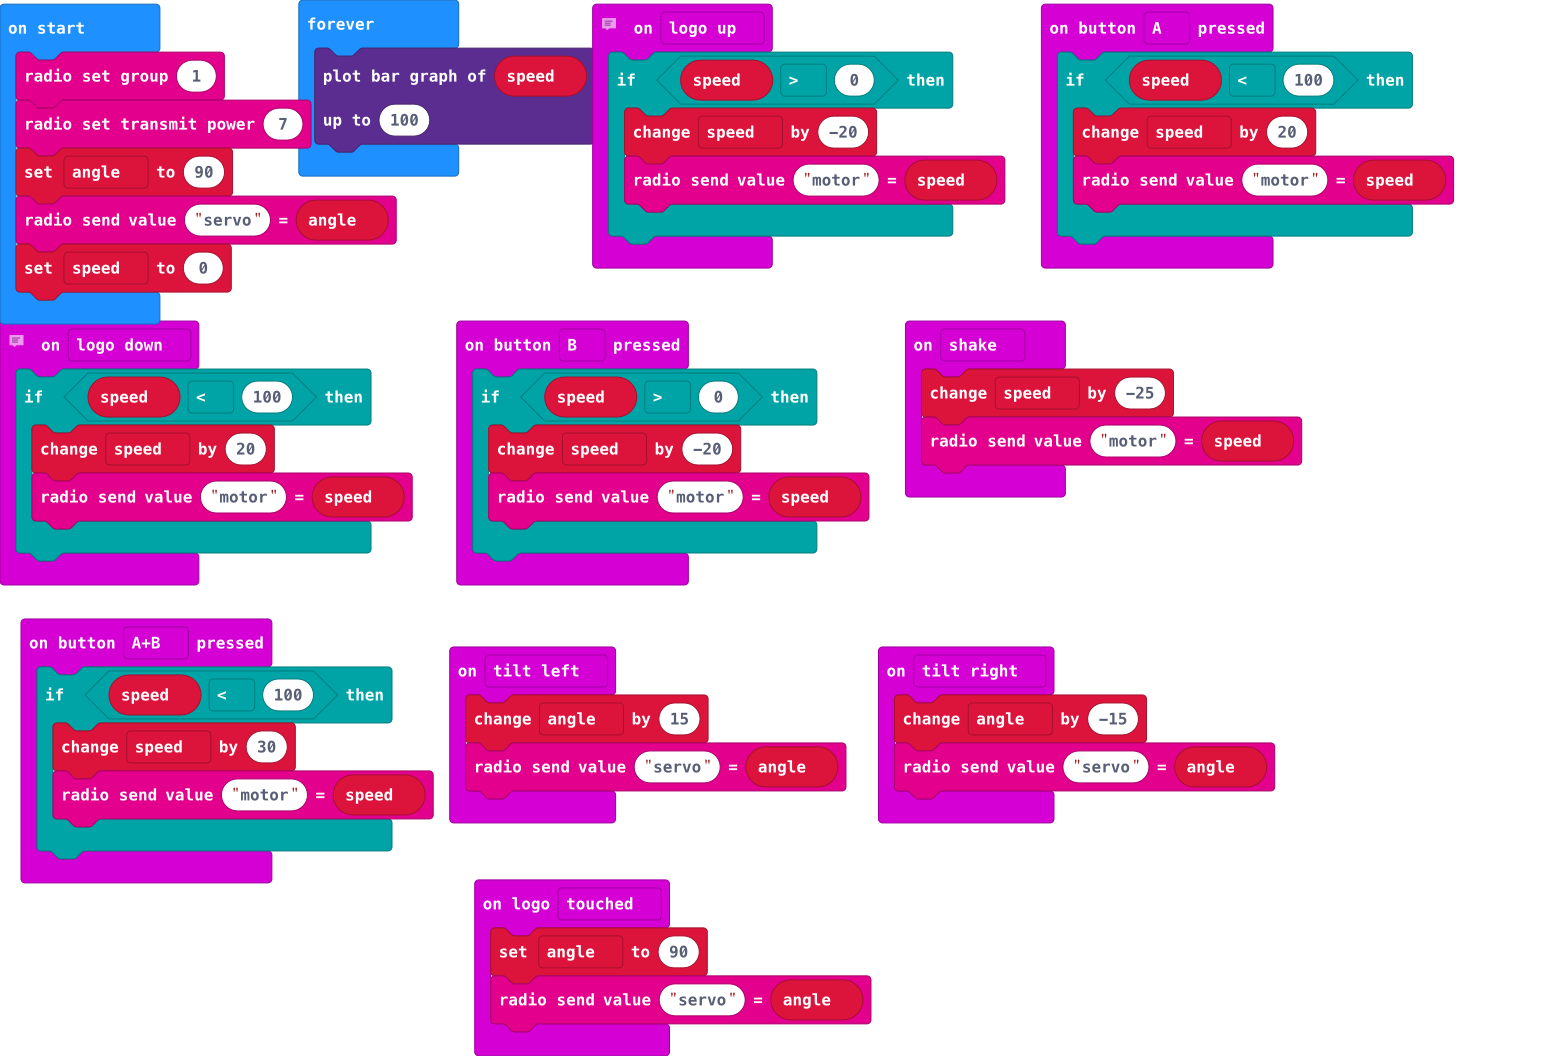 on start
radio set group 1
radio set transmit power 7
set angle to 90
radio send value "servo" = angle
set speed to 0
forever
plot bar graph of speed
up to 100
on logo up
if speed > 0 then
change speed by −20
radio send value "motor" = speed
on button A pressed
if speed < 100 then
change speed by 20
radio send value "motor" = speed
on logo down
if speed < 100 then
change speed by 20
radio send value "motor" = speed
on button B pressed
if speed > 0 then
change speed by −20
radio send value "motor" = speed
on shake
change speed by −25
radio send value "motor" = speed
on button A+B pressed
if speed < 100 then
change speed by 30
radio send value "motor" = speed
on tilt left
change angle by 15
radio send value "servo" = angle
on tilt right
change angle by −15
radio send value "servo" = angle
on logo touched
set angle to 90
radio send value "servo" = angle